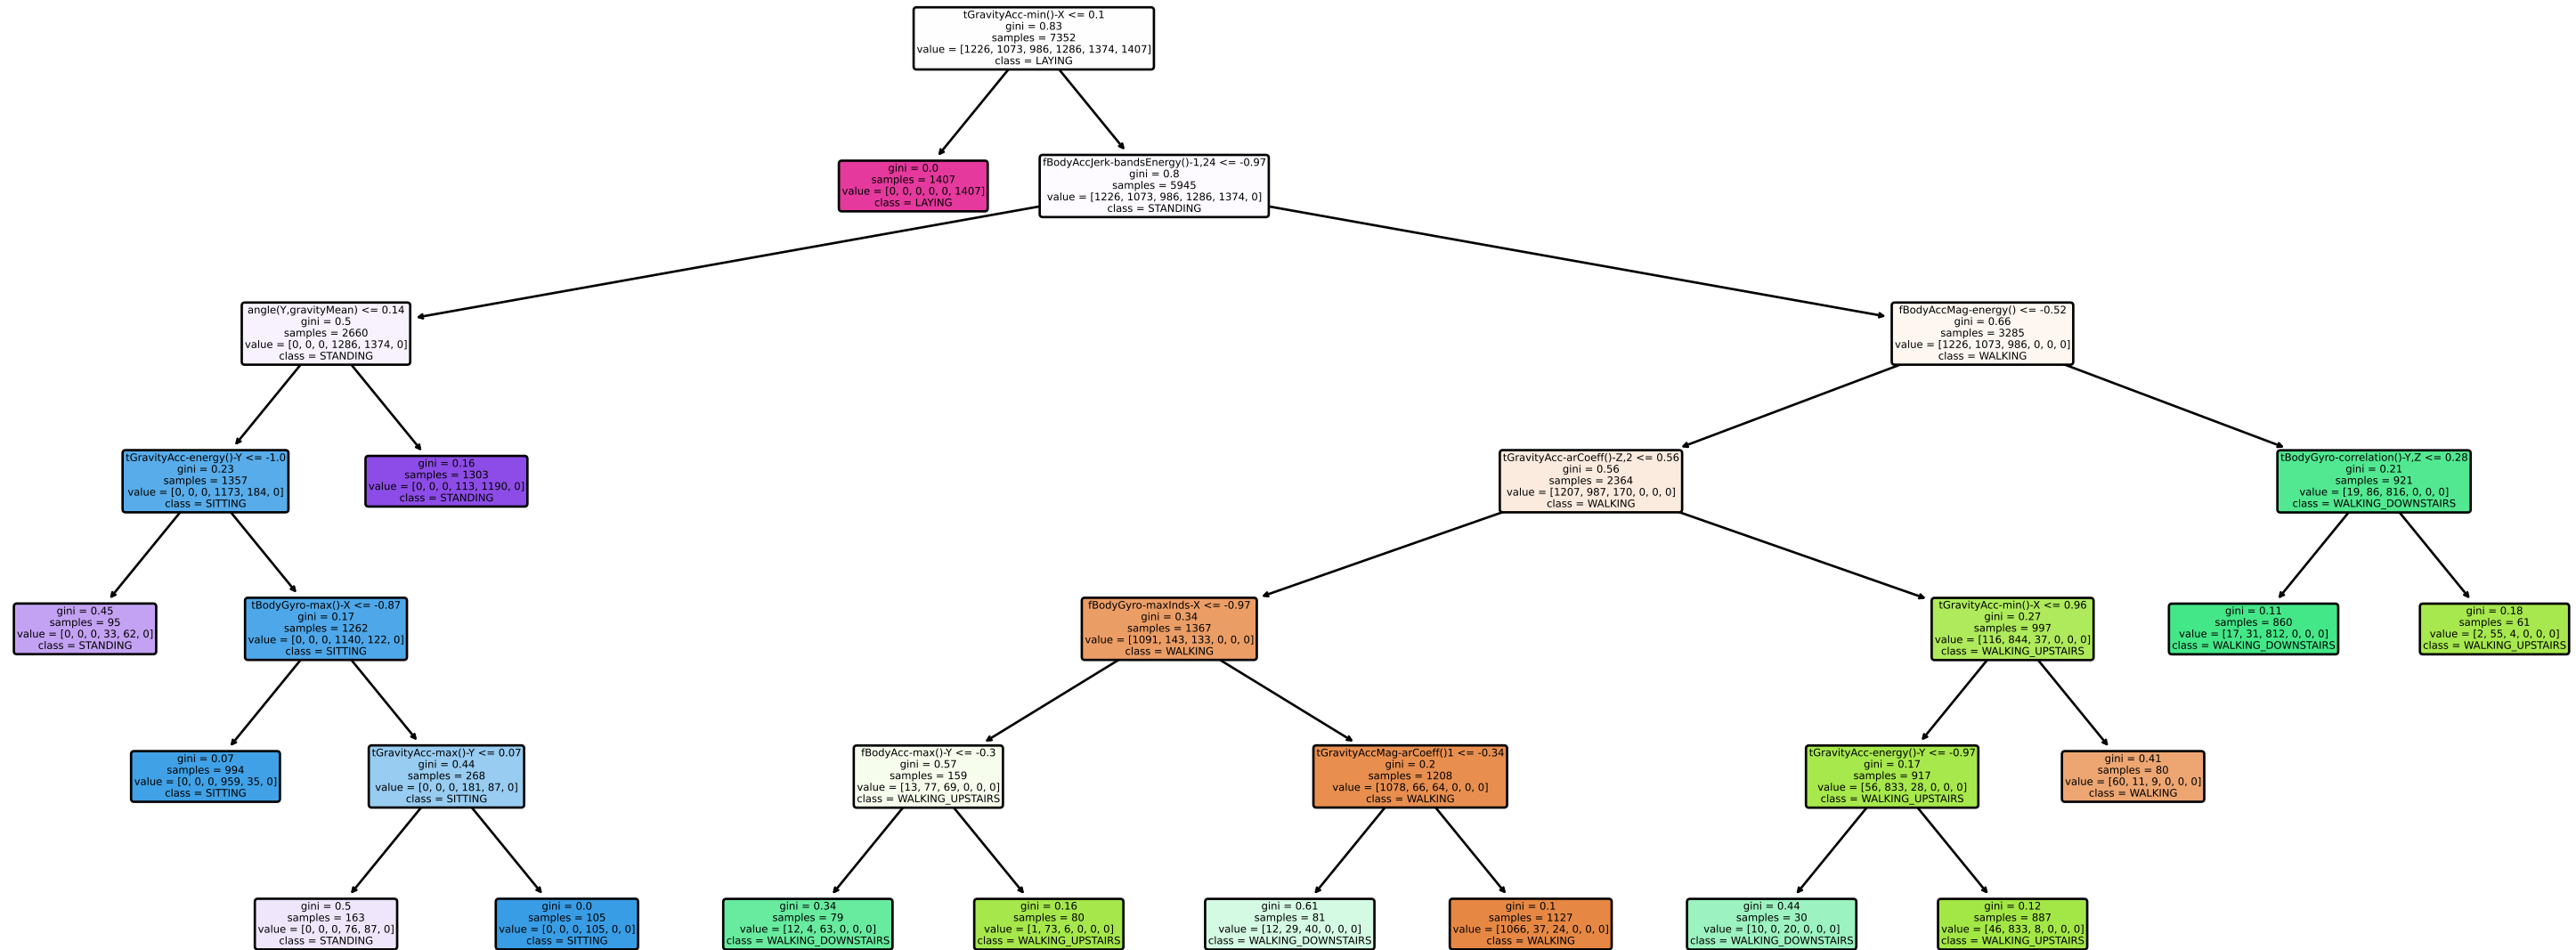 tGravityAcc-min()-X <= 0.1
gini = 0.83
samples = 7352
value = [1226, 1073, 986, 1286, 1374, 1407]
class = LAYING
gini = 0.0
samples = 1407
value = [0, 0, 0, 0, 0, 1407]
class = LAYING
fBodyAccJerk-bandsEnergy()-1,24 <= -0.97
gini = 0.8
samples = 5945
value = [1226, 1073, 986, 1286, 1374, 0]
class = STANDING
angle(Y,gravityMean) <= 0.14
gini = 0.5
samples = 2660
value = [0, 0, 0, 1286, 1374, 0]
class = STANDING
fBodyAccMag-energy() <= -0.52
gini = 0.66
samples = 3285
value = [1226, 1073, 986, 0, 0, 0]
class = WALKING
tGravityAcc-energy()-Y <= -1.0
gini = 0.23
samples = 1357
value = [0, 0, 0, 1173, 184, 0]
class = SITTING
gini = 0.16
samples = 1303
value = [0, 0, 0, 113, 1190, 0]
class = STANDING
tGravityAcc-arCoeff()-Z,2 <= 0.56
gini = 0.56
samples = 2364
value = [1207, 987, 170, 0, 0, 0]
class = WALKING
tBodyGyro-correlation()-Y,Z <= 0.28
gini = 0.21
samples = 921
value = [19, 86, 816, 0, 0, 0]
class = WALKING_DOWNSTAIRS
gini = 0.45
samples = 95
value = [0, 0, 0, 33, 62, 0]
class = STANDING
tBodyGyro-max()-X <= -0.87
gini = 0.17
samples = 1262
value = [0, 0, 0, 1140, 122, 0]
class = SITTING
fBodyGyro-maxInds-X <= -0.97
gini = 0.34
samples = 1367
value = [1091, 143, 133, 0, 0, 0]
class = WALKING
tGravityAcc-min()-X <= 0.96
gini = 0.27
samples = 997
value = [116, 844, 37, 0, 0, 0]
class = WALKING_UPSTAIRS
gini = 0.11
samples = 860
value = [17, 31, 812, 0, 0, 0]
class = WALKING_DOWNSTAIRS
gini = 0.18
samples = 61
value = [2, 55, 4, 0, 0, 0]
class = WALKING_UPSTAIRS
gini = 0.07
samples = 994
value = [0, 0, 0, 959, 35, 0]
class = SITTING
tGravityAcc-max()-Y <= 0.07
gini = 0.44
samples = 268
value = [0, 0, 0, 181, 87, 0]
class = SITTING
fBodyAcc-max()-Y <= -0.3
gini = 0.57
samples = 159
value = [13, 77, 69, 0, 0, 0]
class = WALKING_UPSTAIRS
tGravityAccMag-arCoeff()1 <= -0.34
gini = 0.2
samples = 1208
value = [1078, 66, 64, 0, 0, 0]
class = WALKING
tGravityAcc-energy()-Y <= -0.97
gini = 0.17
samples = 917
value = [56, 833, 28, 0, 0, 0]
class = WALKING_UPSTAIRS
gini = 0.41
samples = 80
value = [60, 11, 9, 0, 0, 0]
class = WALKING
gini = 0.5
samples = 163
value = [0, 0, 0, 76, 87, 0]
class = STANDING
gini = 0.0
samples = 105
value = [0, 0, 0, 105, 0, 0]
class = SITTING
gini = 0.34
samples = 79
value = [12, 4, 63, 0, 0, 0]
class = WALKING_DOWNSTAIRS
gini = 0.16
samples = 80
value = [1, 73, 6, 0, 0, 0]
class = WALKING_UPSTAIRS
gini = 0.61
samples = 81
value = [12, 29, 40, 0, 0, 0]
class = WALKING_DOWNSTAIRS
gini = 0.1
samples = 1127
value = [1066, 37, 24, 0, 0, 0]
class = WALKING
gini = 0.44
samples = 30
value = [10, 0, 20, 0, 0, 0]
class = WALKING_DOWNSTAIRS
gini = 0.12
samples = 887
value = [46, 833, 8, 0, 0, 0]
class = WALKING_UPSTAIRS